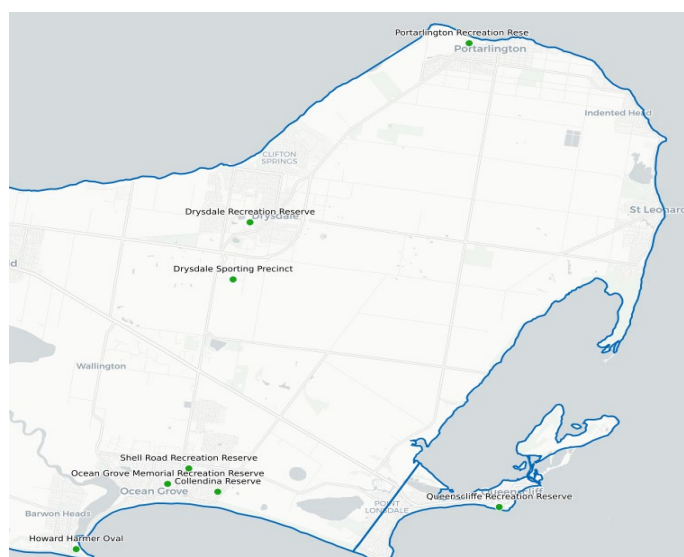 Portarlington Recreation Rese
Portarlington
Indented Head
CLIFTON
SPRINGS
St Leonard
Drysdale Recreation Reserve
Drysdale
d
Drysdale Sporting Precinct
Wallington
Shell Road Recreation Reserve
Ocean Grove Memorial Recreation Reserve
Collendina Reserve
Ocean Grove
Queenscliff
Queenscliffe Recreation Reserve
POINT
LONSDALE
Barwon Heads
Howard Harmer Oval